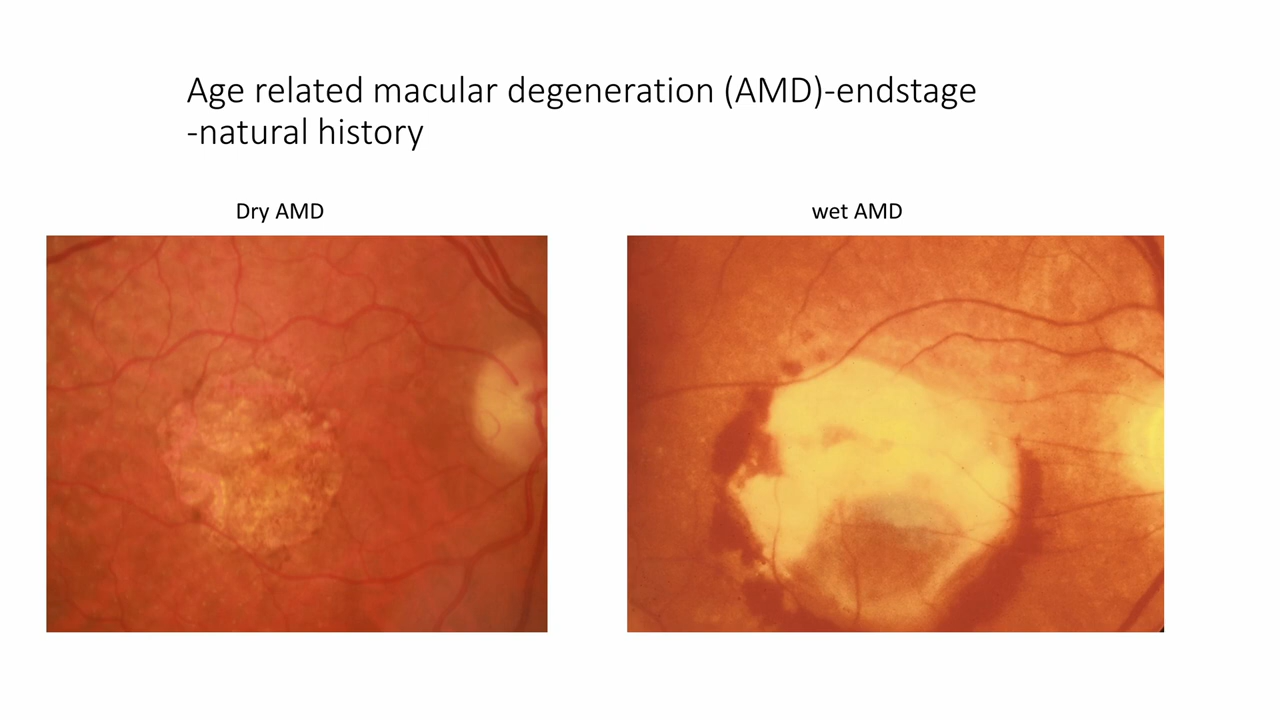 Age related macular degeneration (AMD)-endstage
-natural history
Dry AMD
wet AMD